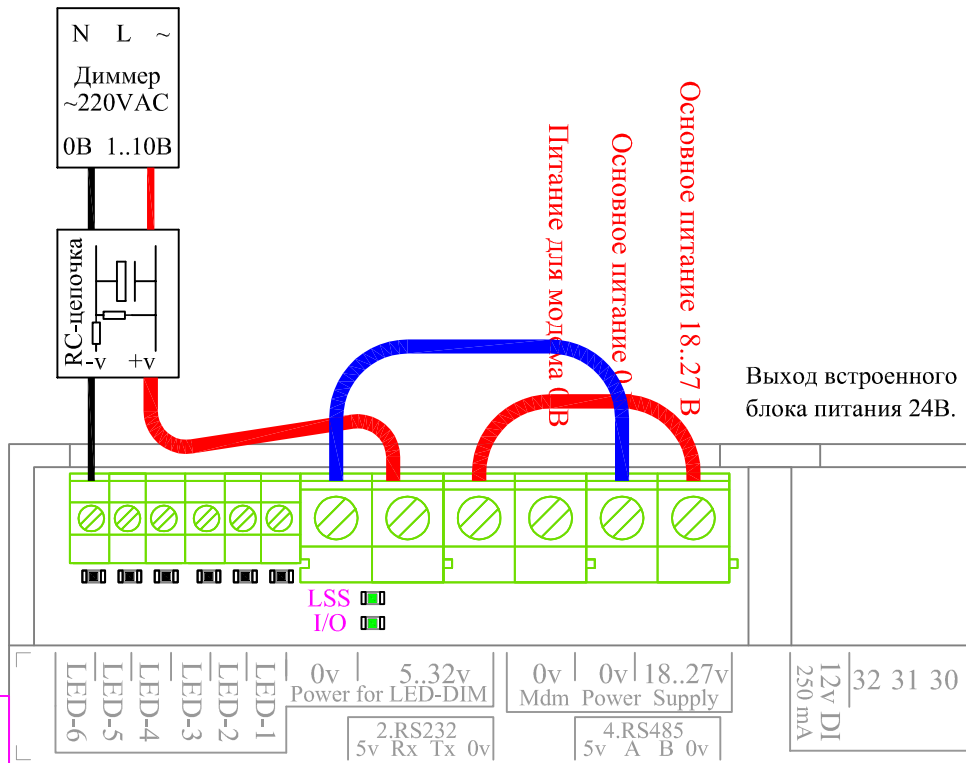 N L ~
Диммер
~220VAC
0В 1..10В
RC-цепочка
-v +v
Питание для модема 0 В
Основное питание 0
Основное питание 18..27 В
Выход встроенного
блока питания 24В.
LSS
I/O
LED-6
LED-5
LED-4
LED-3
LED-2
LED-1
0v 5..32v
Power for LED-DIM
0v 0v 18..27v
Mdm Power Supply
2.RS232
5v Rx Tx 0v
4.RS485
5v A B 0v
12v DI
250 mA
32 31 30